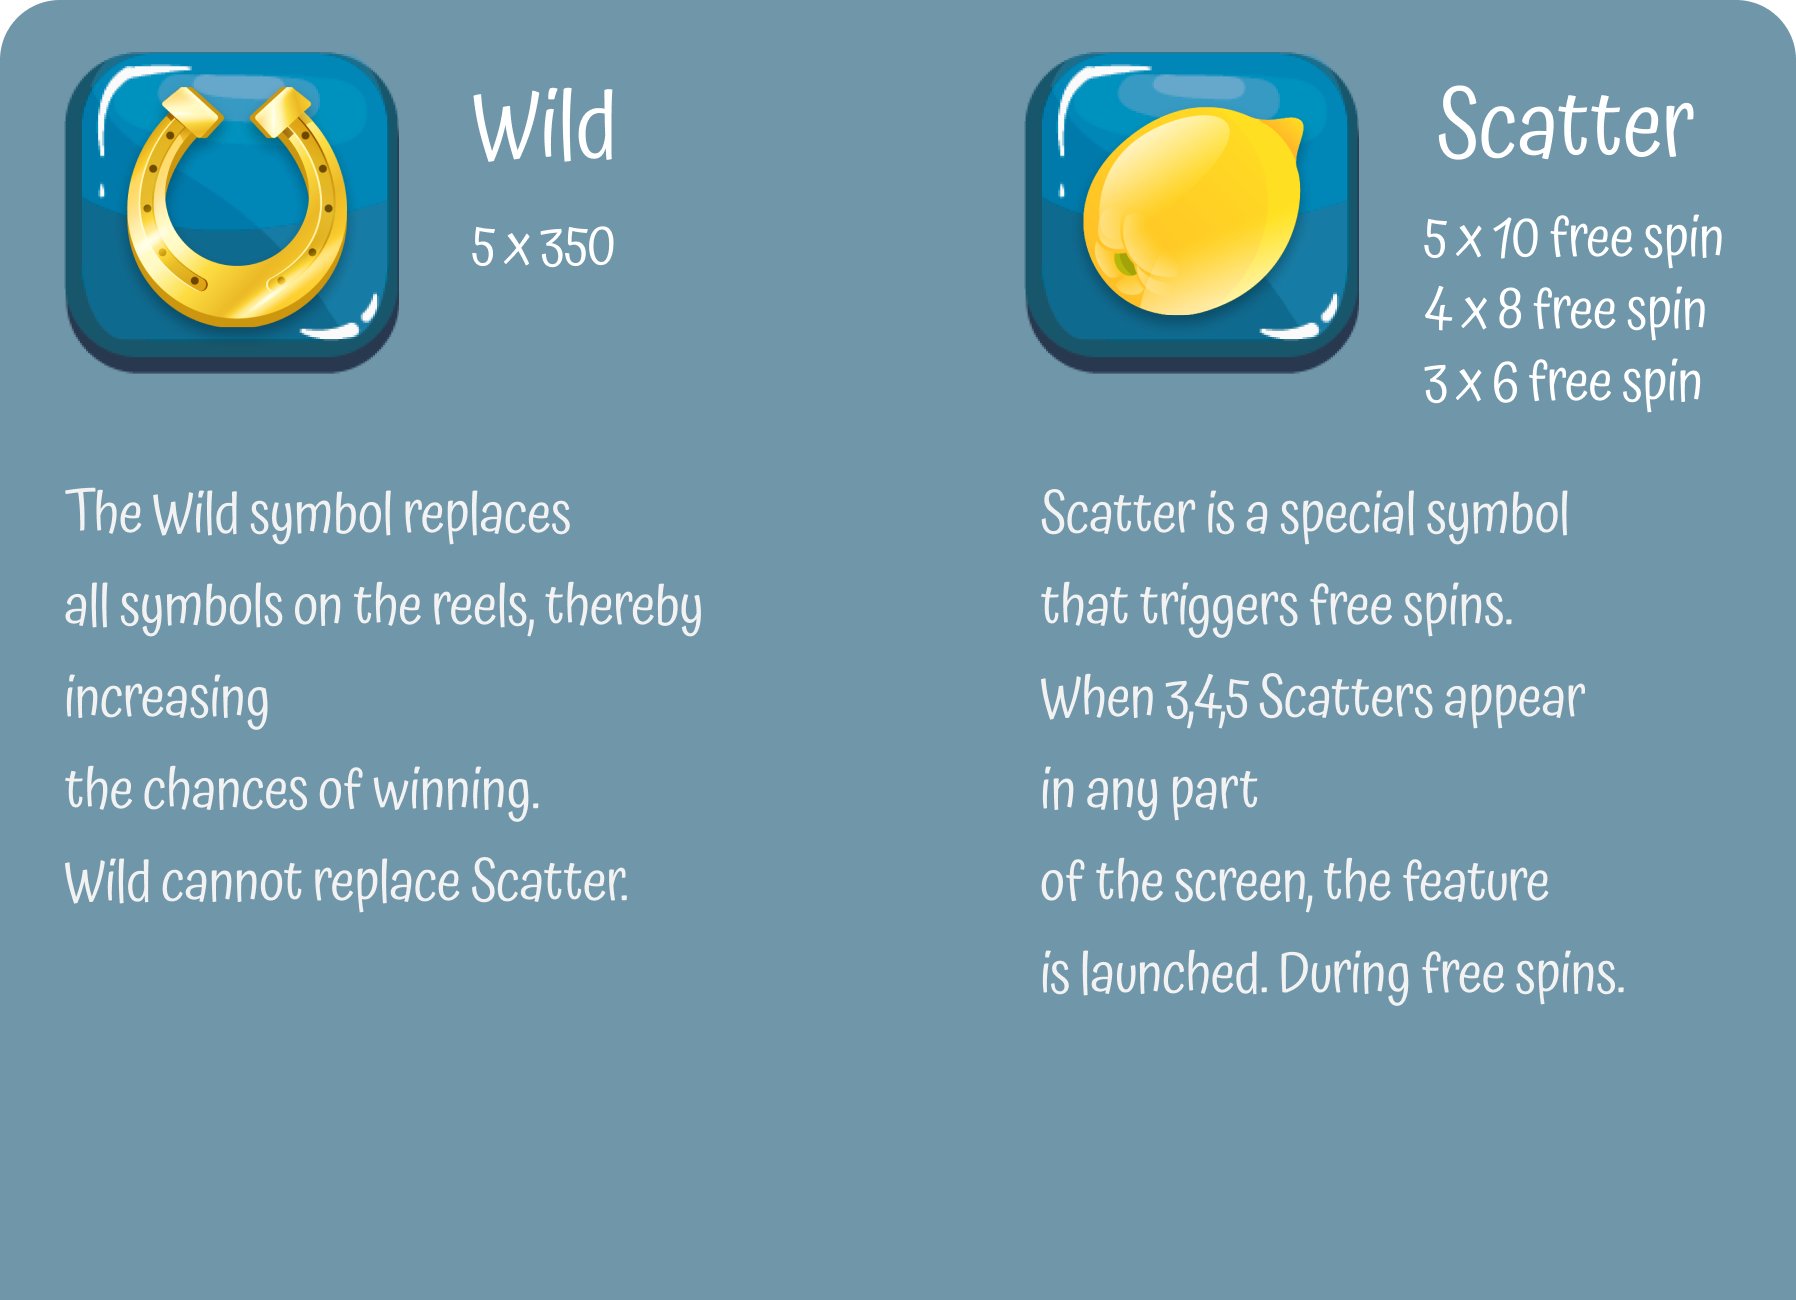 Wild
5 x 350
The Wild symbol replaces
all symbols on the reels, thereby
increasing
the chances of winning.
Wild cannot replace Scatter.
Scatter
5 x 10 free spin
4 x 8 free spin
3 x 6 free spin
Scatter is a special symbol
that triggers free spins.
When 3,4,5 Scatters appear
in any part
of the screen, the feature
is launched. During free spins.